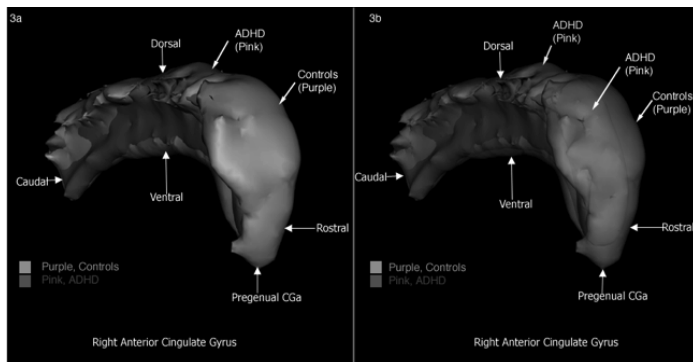 3a
ADHD
(Pink)
Dorsal
Controls
(Purple)
Caudal
Ventral
Rostral
Purple, Controls
Pink, ADHD
Pregenual CGa
Right Anterior Cingulate Gyrus
3b
ADHD
(Pink)
Dorsal
ADHD
(Pink)
Controls
(Purple)
Caudal
Ventral
Rostral
Purple, Controls
Pink, ADHD
Pregenual CGa
Right Anterior Cingulate Gyrus